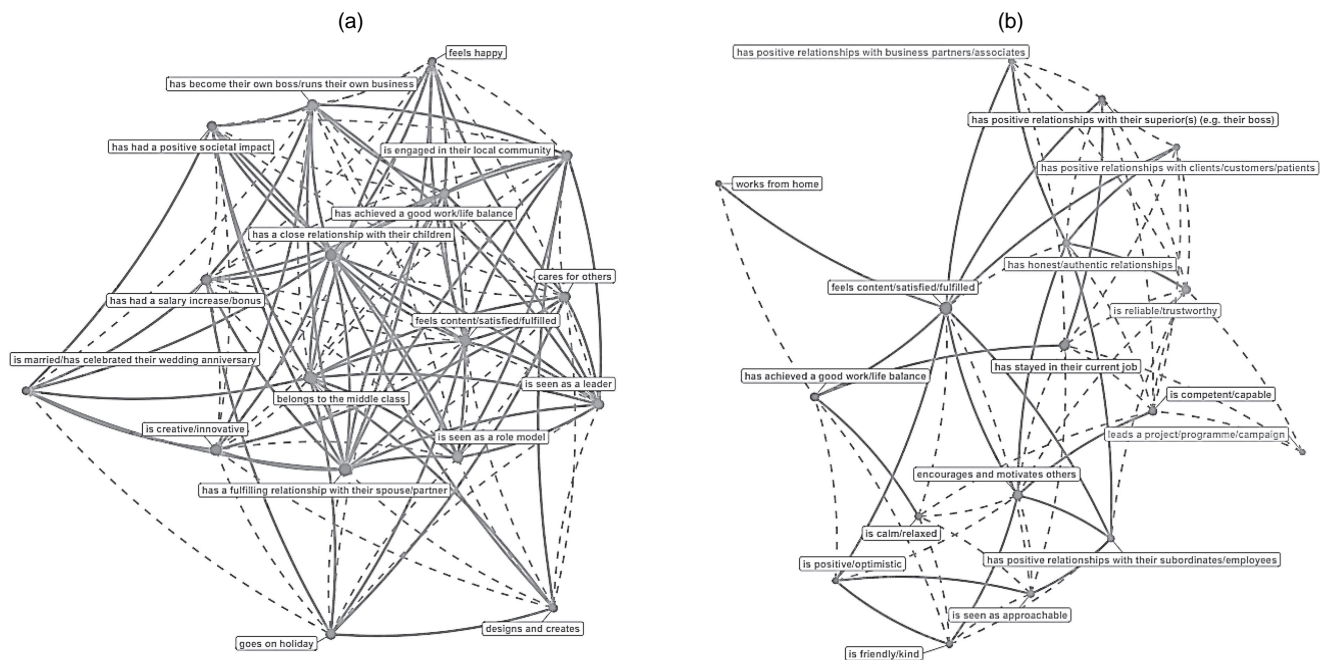 (a)
feels happy
has become their own boss/runs their own business
has had a positive societal impact
is engaged in their local community
has achieved a good work/life balance
has a close relationship with their children
cares for others
has had a salary increase/bonus
feels content/satisfied/fulfilled
is married/has celebrated their wedding anniversary
is seen as a leader
belongs to the middle class
is creative/innovative
is seen as a role model
has a fulfilling relationship with their spouse/partner
designs and creates
goes on holiday
(b)
has positive relationships with business partners/associates
has positive relationships with their superior(s) (e.g. their boss)
has positive relationships with clients/customers/patients
works from home
has honest/authentic relationships
feels content/satisfied/fulfilled
is reliable/trustworthy
has stayed in their current job
has achieved a good work/life balance
is competent/capable
leads a project/programme/campaign
encourages and motivates others
is calm/relaxed
has positive relationships with their subordinates/employees
is positive/optimistic
is seen as approachable
is friendly/kind